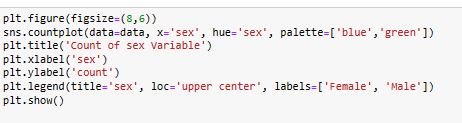 plt.figure(figsize=(8,6))
sns.countplot(data=data, x='sex', hue='sex', palette=['blue','green'])
plt.title('Count of sex Variable')
plt.xlabel('sex')
plt.ylabel('count')
plt.legend(title='sex', loc='upper center', labels=['Female', 'Male'])
plt.show()